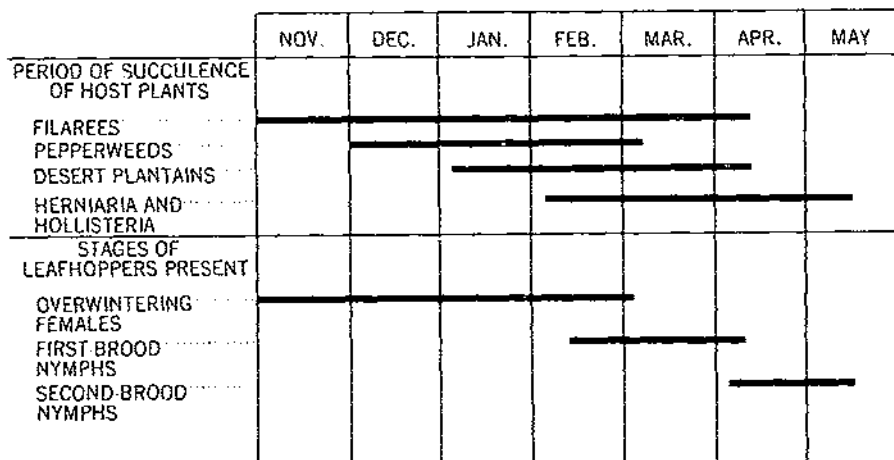 NOV. DEC. JAN. FEB. MAR. APR. MAY
PERIOD OF SUCCULENCE
OF HOST PLANTS
FILAREES
PEPPERWEEDS
DESERT PLANTAINS
HERNIARIA AND
HOLLISTERIA
STAGES OF
LEAFHOPPERS PRESENT
OVERWINTERING
FEMALES
FIRST-BROOD
NYMPHS
SECOND-BROOD
NYMPHS